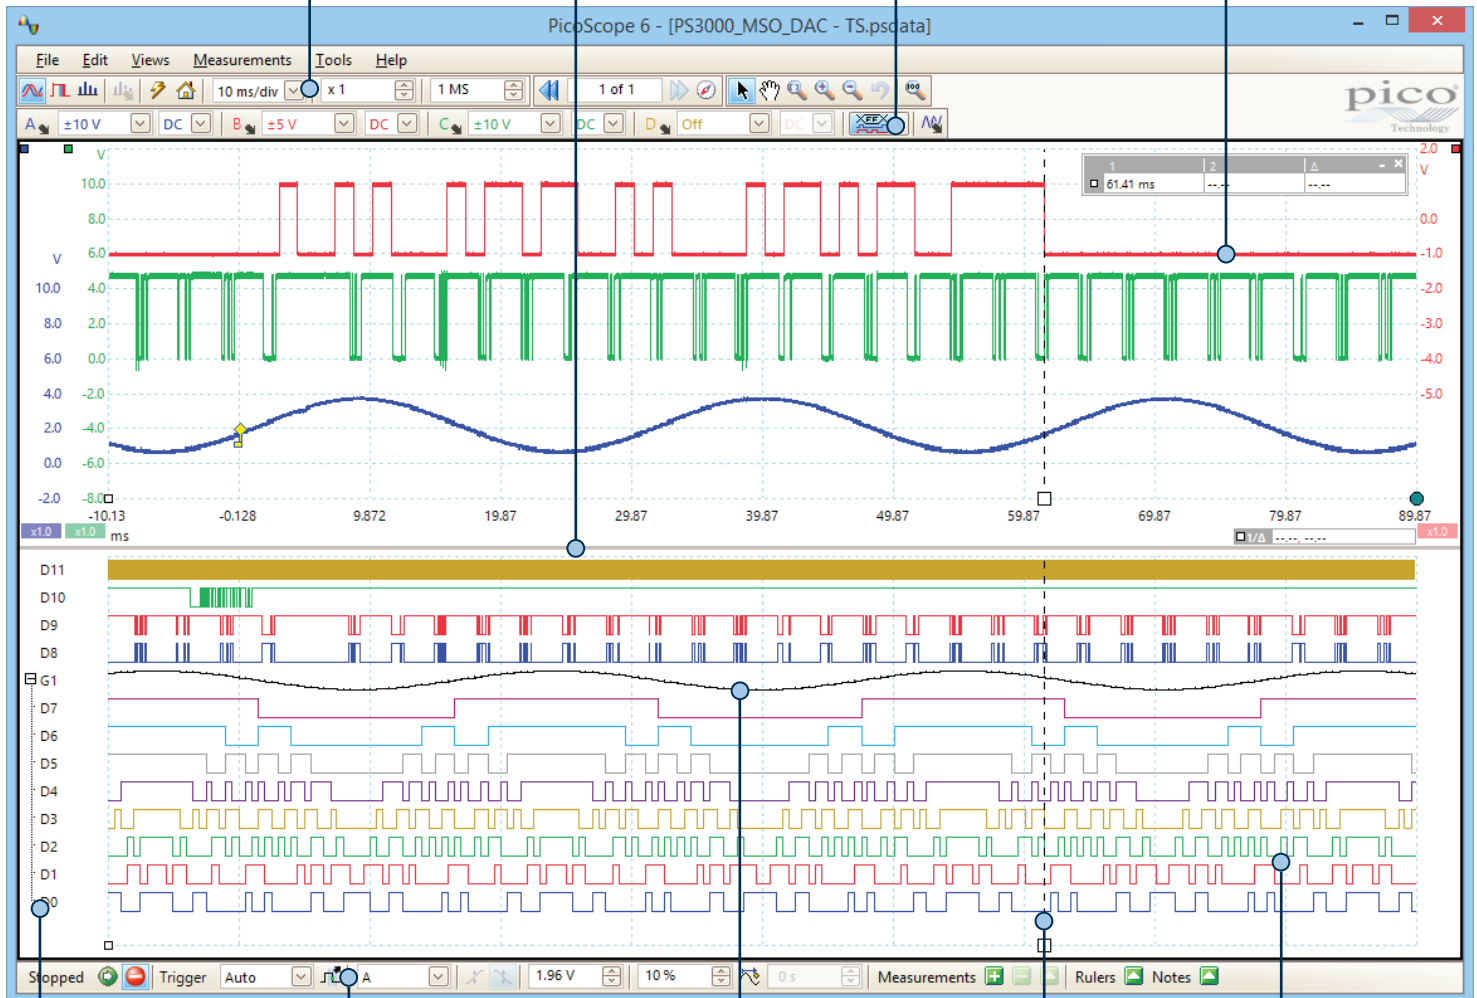 PicoScope 6 - [PS3000_MSO_DAC - TS.psdata]
File Edit Views Measurements Tools Help
10 ms/div x 1 1 MS 1 of 1
pico
Technology
A ±10 V DC B ±5 V DC C ±10 V DC D Off DC
V 2.0
V
1 2 Δ
61.41 ms --.-- --.--
10.0
8.0 0.0
V 6.0 -1.0
10.0 4.0 -2.0
8.0 2.0 -3.0
6.0 0.0 -4.0
4.0 -2.0 -5.0
2.0 -4.0
0.0 -6.0
-2.0 -8.0
-10.13 -0.128 9.872 19.87 29.87 39.87 49.87 59.87 69.87 79.87 89.87
x1.0 x1.0 ms 1/Δ --.--, --.-- x1.0
D11
D10
D9
D8
G1
D7
D6
D5
D4
D3
D2
D1
D0
Stopped Trigger Auto A 1.96 V 10 % 0 s Measurements Rulers Notes